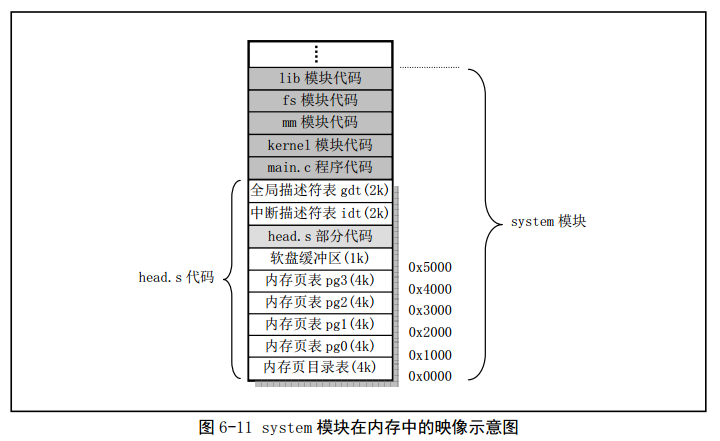 ⋮
lib 模块代码
fs 模块代码
mm 模块代码
kernel 模块代码
main.c 程序代码
全局描述符表 gdt(2k)
中断描述符表 idt(2k)
head.s 部分代码
软盘缓冲区(1k)
内存页表 pg3(4k)
内存页表 pg2(4k)
内存页表 pg1(4k)
内存页表 pg0(4k)
内存页目录表(4k)
head.s 代码
0x5000
0x4000
0x3000
0x2000
0x1000
0x0000
system 模块
图 6-11 system 模块在内存中的映像示意图